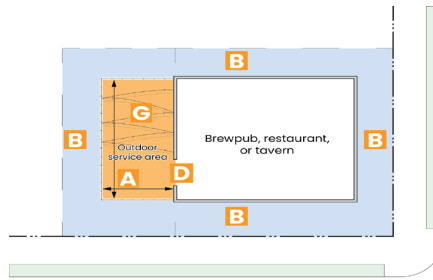 B
G
Brewpub, restaurant,
or tavern
B
B
Outdoor
service area
D
A
B